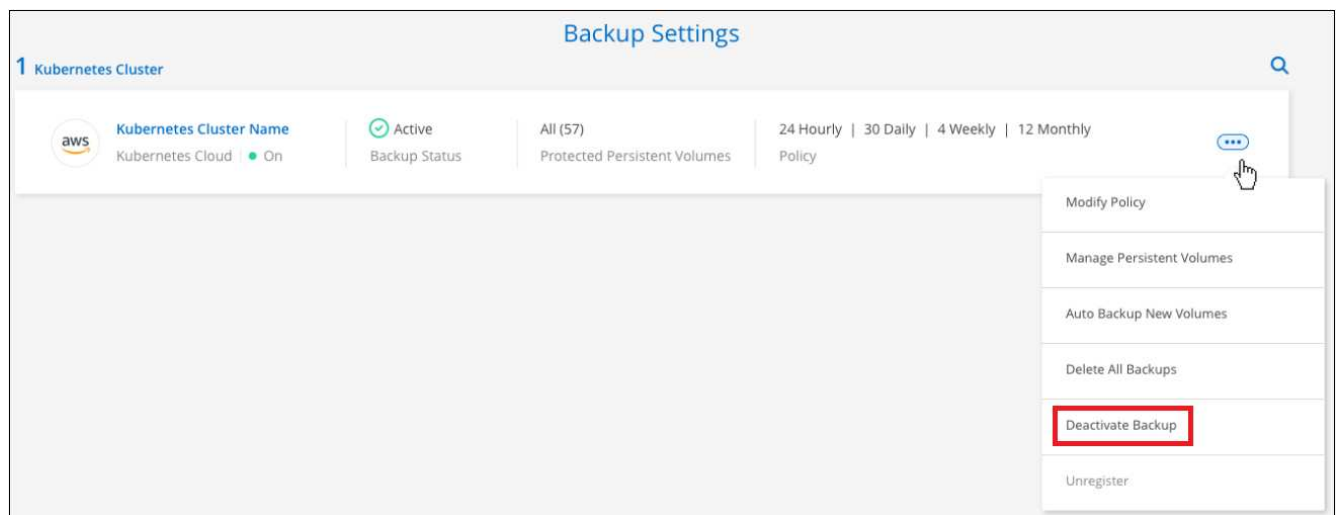 Backup Settings
1 Kubernetes Cluster
aws
Kubernetes Cluster Name
Kubernetes Cloud | On
Active
Backup Status
All (57)
Protected Persistent Volumes
24 Hourly | 30 Daily | 4 Weekly | 12 Monthly
Policy
Modify Policy
Manage Persistent Volumes
Auto Backup New Volumes
Delete All Backups
Deactivate Backup
Unregister